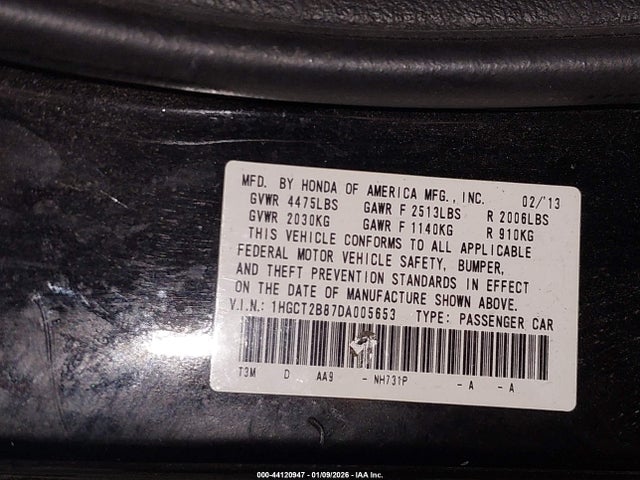 MFD. BY HONDA OF AMERICA MFG., INC. 02/'13
GVWR 4475LBS GAWR F 2513LBS R 2006LBS
GVWR 2030KG GAWR F 1140KG R 910KG
THIS VEHICLE CONFORMS TO ALL APPLICABLE
FEDERAL MOTOR VEHICLE SAFETY, BUMPER,
AND THEFT PREVENTION STANDARDS IN EFFECT
ON THE DATE OF MANUFACTURE SHOWN ABOVE.
V.I.N.: 1HGCT2B87DA005653 TYPE: PASSENGER CAR
T3M D AA9 - NH731P - A - A
000-44120947 - 01/09/2026 - IAA Inc.